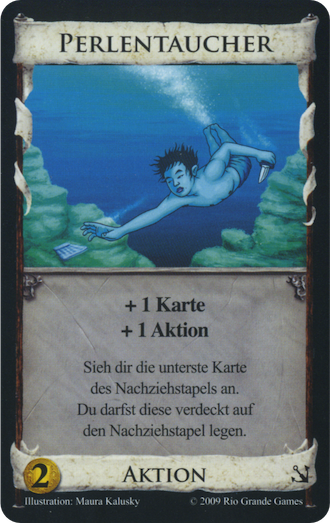 PERLENTAUCHER
+ 1 Karte
+ 1 Aktion
Sieh dir die unterste Karte
des Nachziehstapels an.
Du darfst diese verdeckt auf
den Nachziehstapel legen.
2
AKTION
Illustration: Maura Kalusky
© 2009 Rio Grande Games